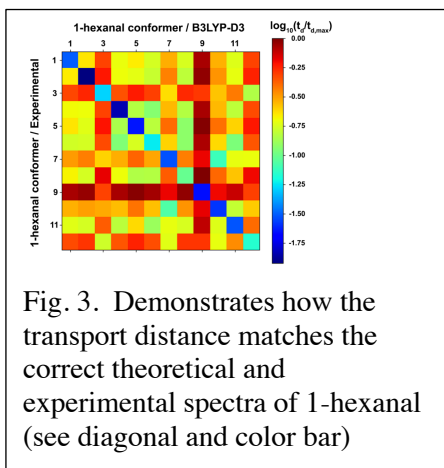 1-hexanal conformer / B3LYP-D3
log₁₀(t_d/t_d,max)
1 3 5 7 9 11
1-hexanal conformer / Experimental
1
3
5
7
9
11
0.00
-0.25
-0.50
-0.75
-1.00
-1.25
-1.50
-1.75
Fig. 3. Demonstrates how the
transport distance matches the
correct theoretical and
experimental spectra of 1-hexanal
(see diagonal and color bar)